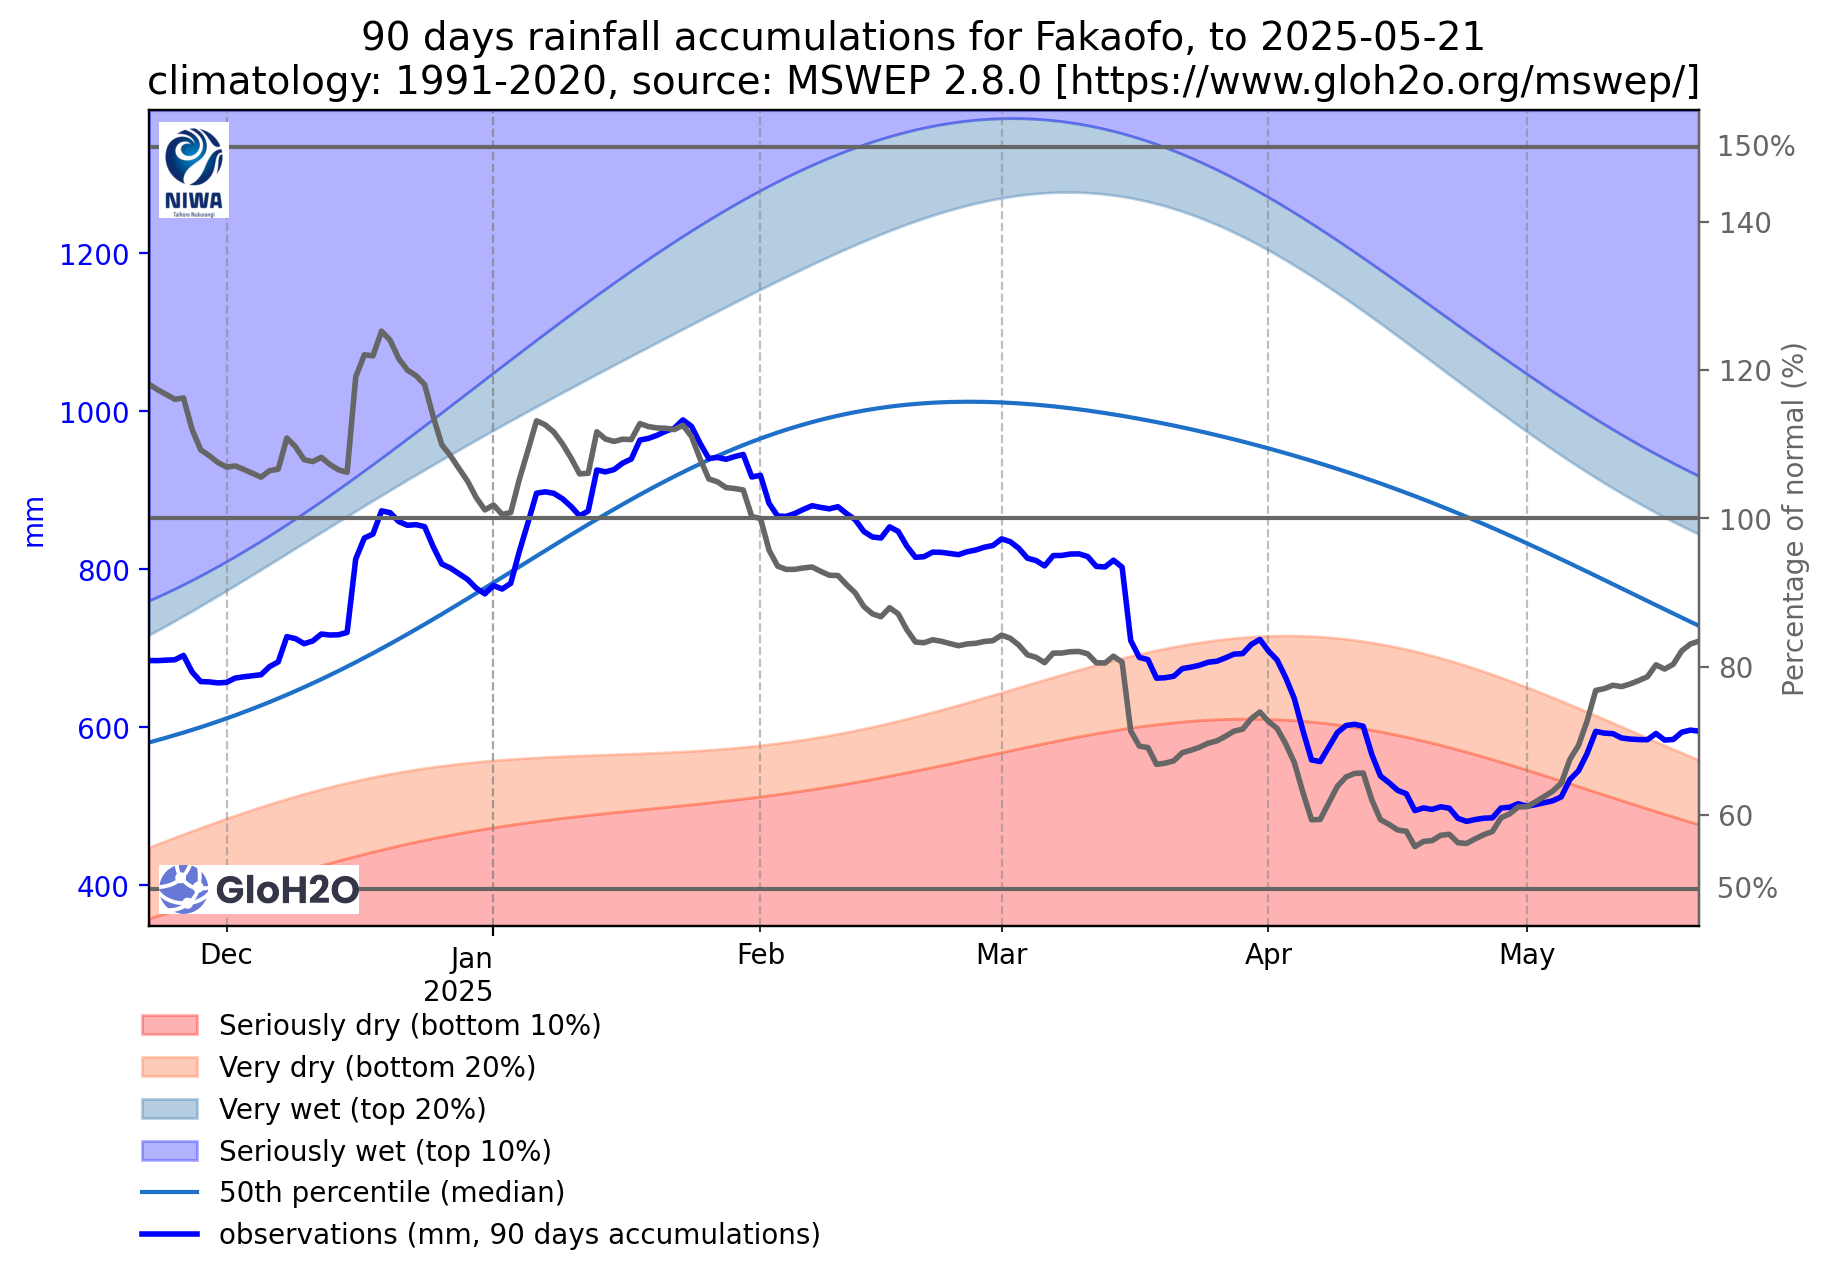 90 days rainfall accumulations for Fakaofo, to 2025-05-21
climatology: 1991-2020, source: MSWEP 2.8.0 [https://www.gloh2o.org/mswep/]
NIWA
Taihoro Nukurangi
150%
140
1200
120
1000
100
800
80
600
60
400
50%
mm
Percentage of normal (%)
GloH2O
Dec
Jan
2025
Feb
Mar
Apr
May
Seriously dry (bottom 10%)
Very dry (bottom 20%)
Very wet (top 20%)
Seriously wet (top 10%)
50th percentile (median)
observations (mm, 90 days accumulations)